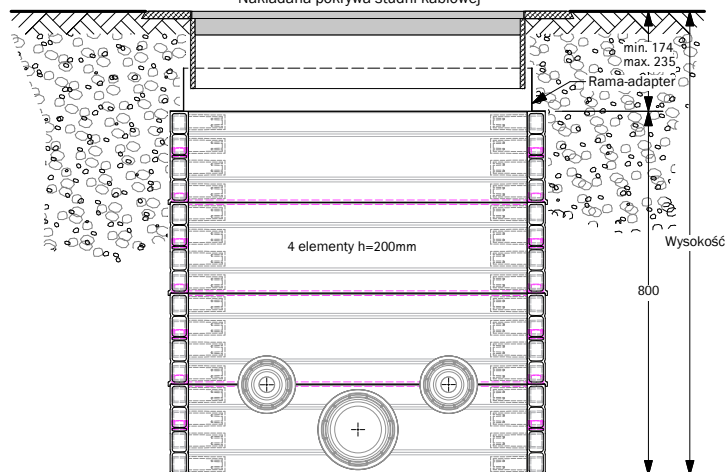 Nakładana pokrywa studni kablowej
min. 174
max. 235
Rama-adapter
Wysokość
4 elementy h=200mm
800